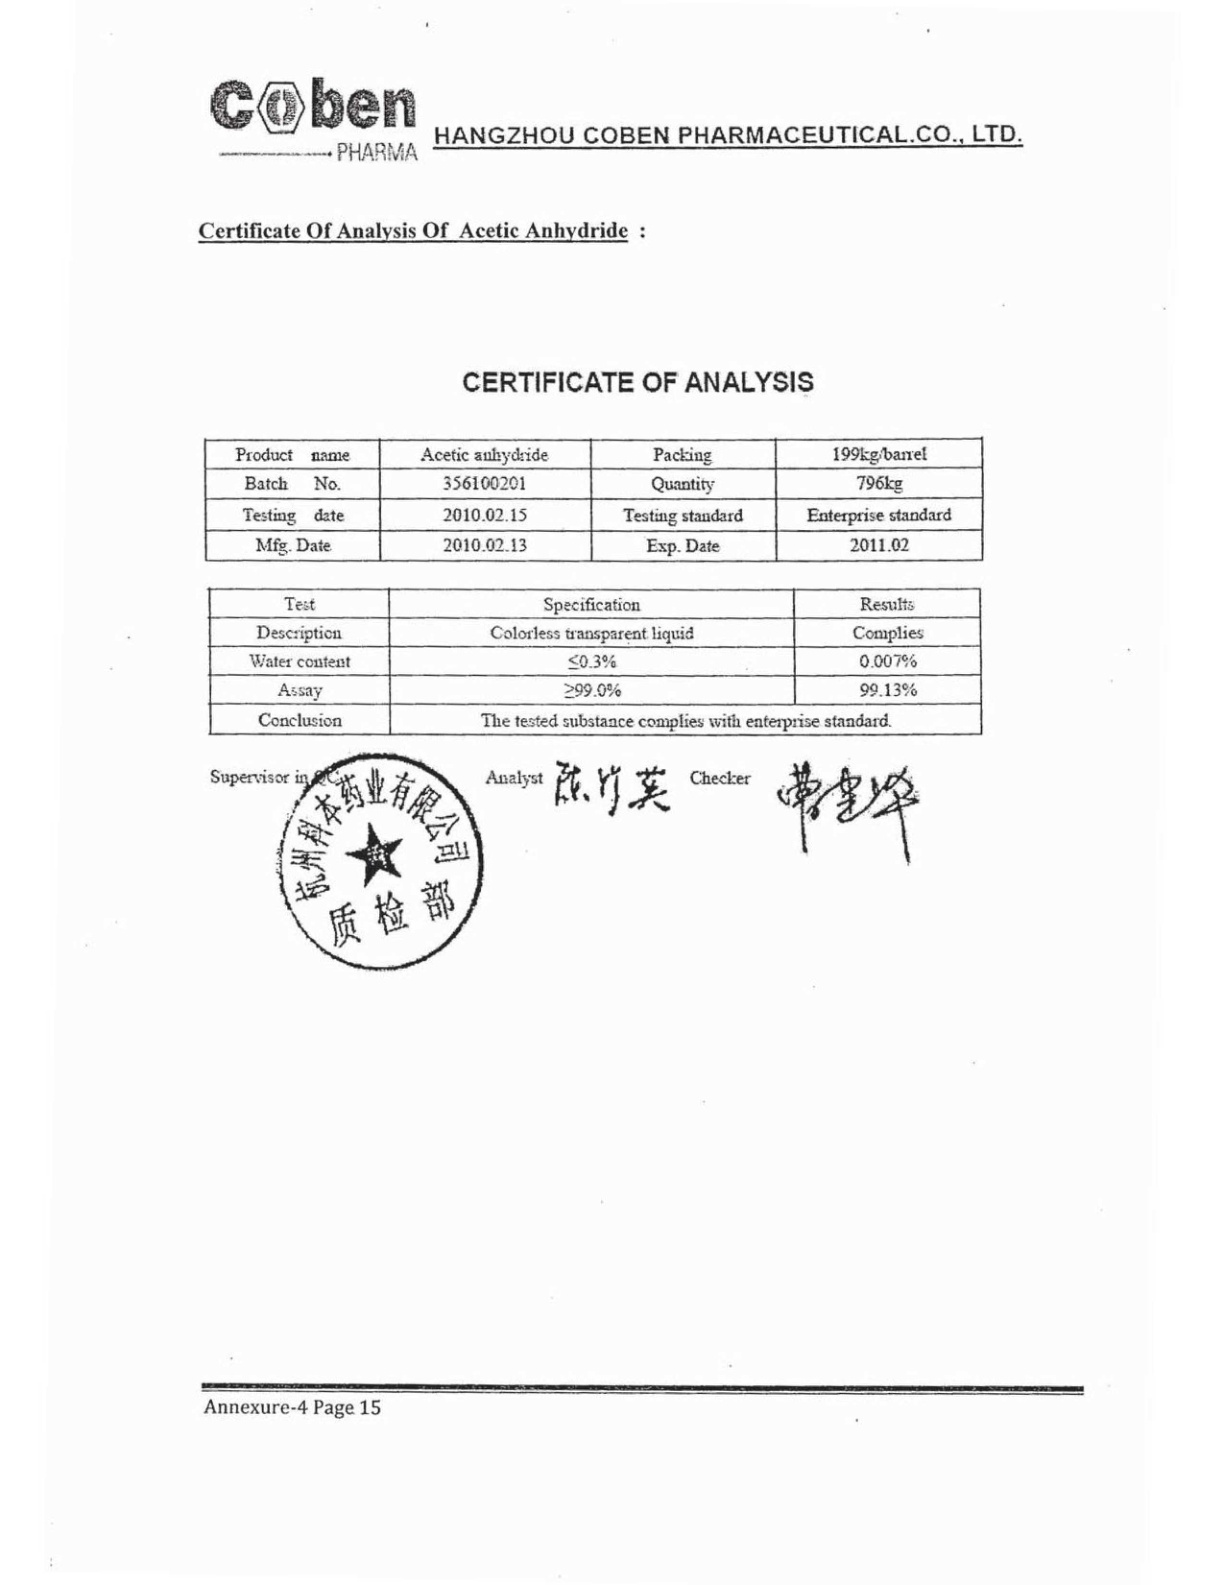 Coben
PHARMA
HANGZHOU COBEN PHARMACEUTICAL.CO., LTD.
Certificate Of Analysis Of Acetic Anhydride :
CERTIFICATE OF ANALYSIS
Product name Acetic anhydride Packing 199kg/barrel
Batch No. 356100201 Quantity 796kg
Testing date 2010.02.15 Testing standard Enterprise standard
Mfg. Date 2010.02.13 Exp. Date 2011.02
Test Specification Results
Description Colorless transparent liquid Complies
Water content ≤0.3% 0.007%
Assay ≥99.0% 99.13%
Conclusion The tested substance complies with enterprise standard.
Supervisor in QC Analyst Checker
杭州科本药业有限公司
质检部
Annexure-4 Page 15